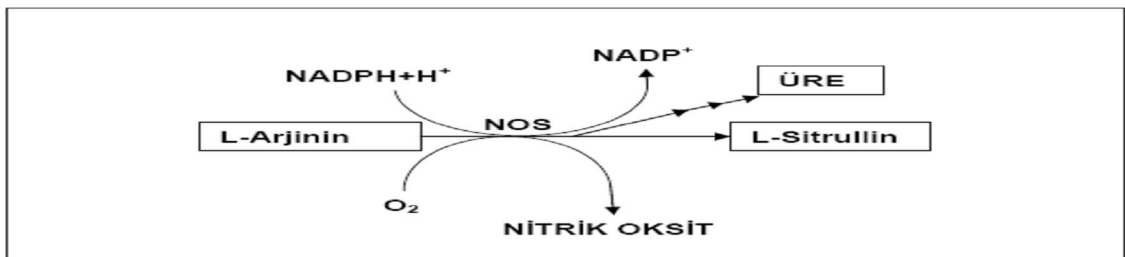 NADP⁺
NADPH+H⁺
ÜRE
NOS
L-Arjinin
L-Sitrullin
O₂
NİTRİK OKSİT